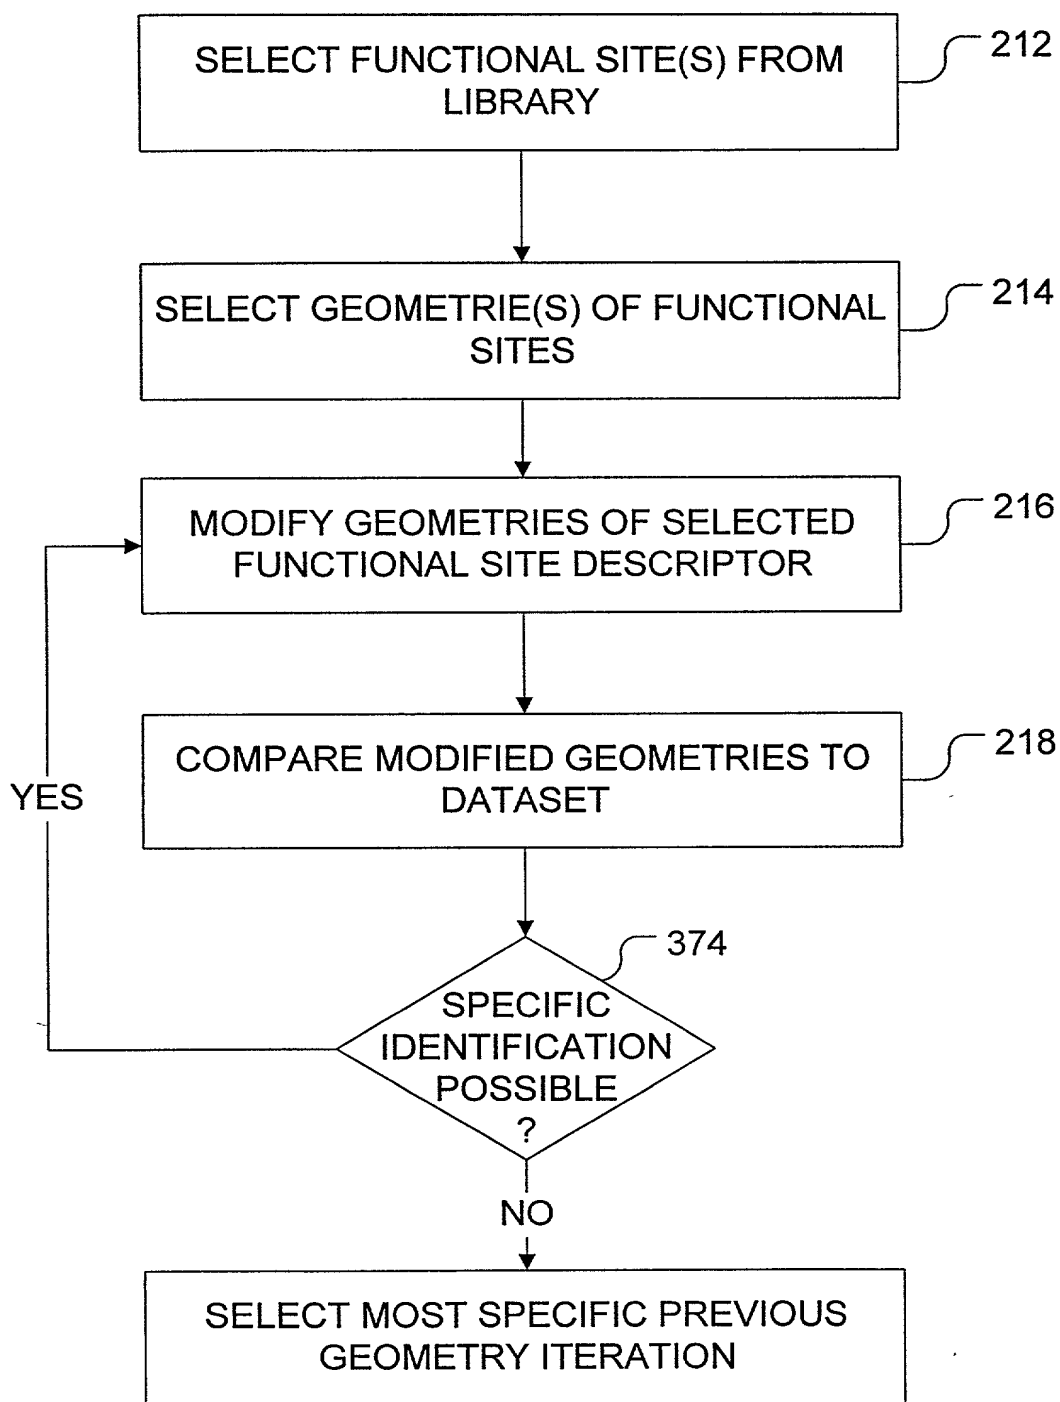 SELECT FUNCTIONAL SITE(S) FROM
LIBRARY
212
SELECT GEOMETRIE(S) OF FUNCTIONAL
SITES
214
MODIFY GEOMETRIES OF SELECTED
FUNCTIONAL SITE DESCRIPTOR
216
COMPARE MODIFIED GEOMETRIES TO
DATASET
218
YES
374
SPECIFIC
IDENTIFICATION
POSSIBLE
?
NO
SELECT MOST SPECIFIC PREVIOUS
GEOMETRY ITERATION